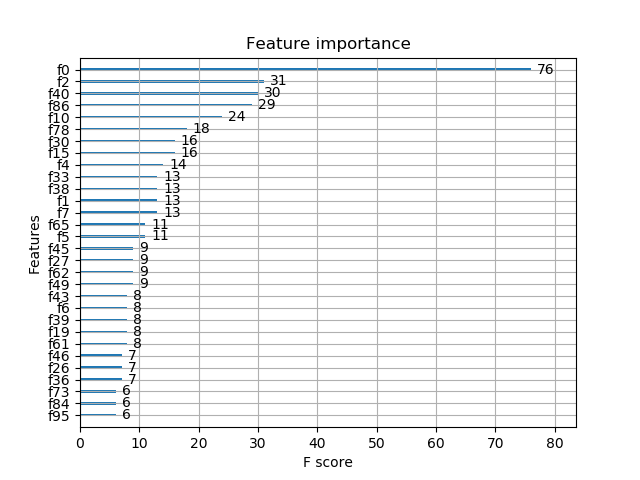 Feature importance
f0 76
f2 31
f40 30
f86 29
f10 24
f78 18
f30 16
f15 16
f4 14
f33 13
f38 13
f1 13
f7 13
f65 11
f5 11
f45 9
f27 9
f62 9
f49 9
f43 8
f6 8
f39 8
f19 8
f61 8
f46 7
f26 7
f36 7
f73 6
f84 6
f95 6
Features
0 10 20 30 40 50 60 70 80
F score